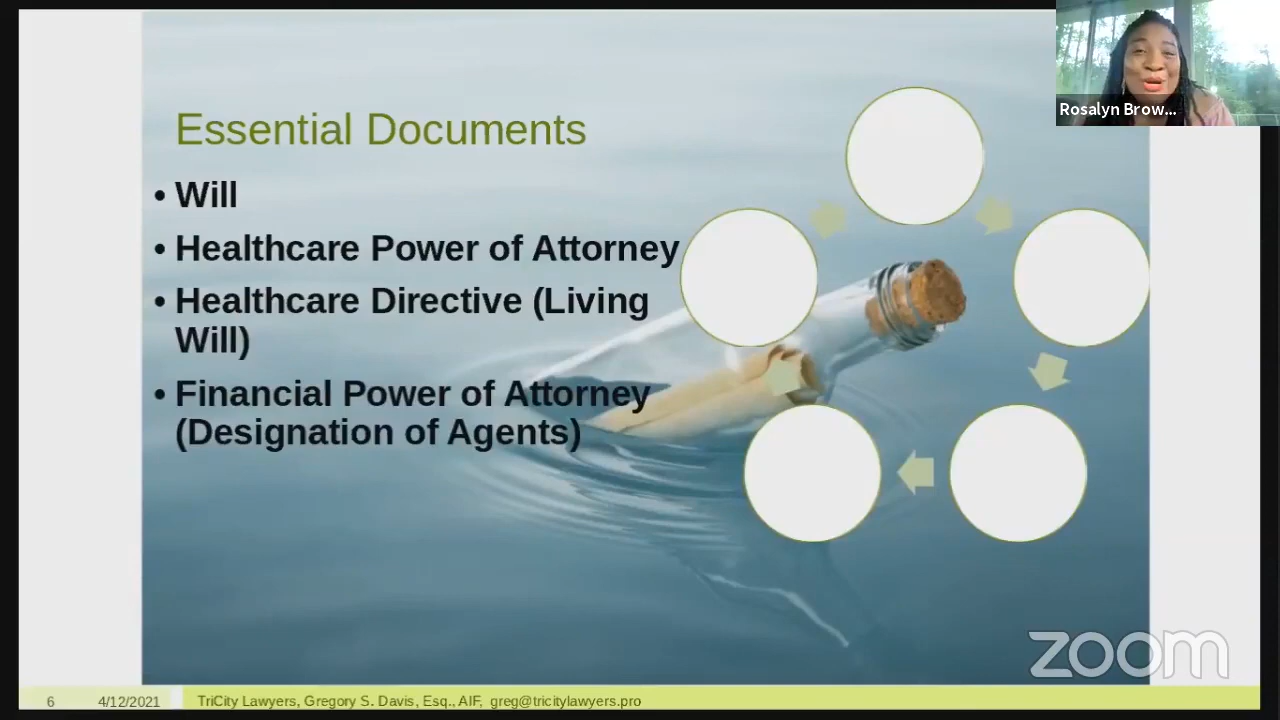 Essential Documents
• Will
• Healthcare Power of Attorney
• Healthcare Directive (Living
Will)
• Financial Power of Attorney
(Designation of Agents)
Rosalyn Brow...
zoom
6 4/12/2021 TriCity Lawyers, Gregory S. Davis, Esq., AIF, greg@tricitylawyers.pro